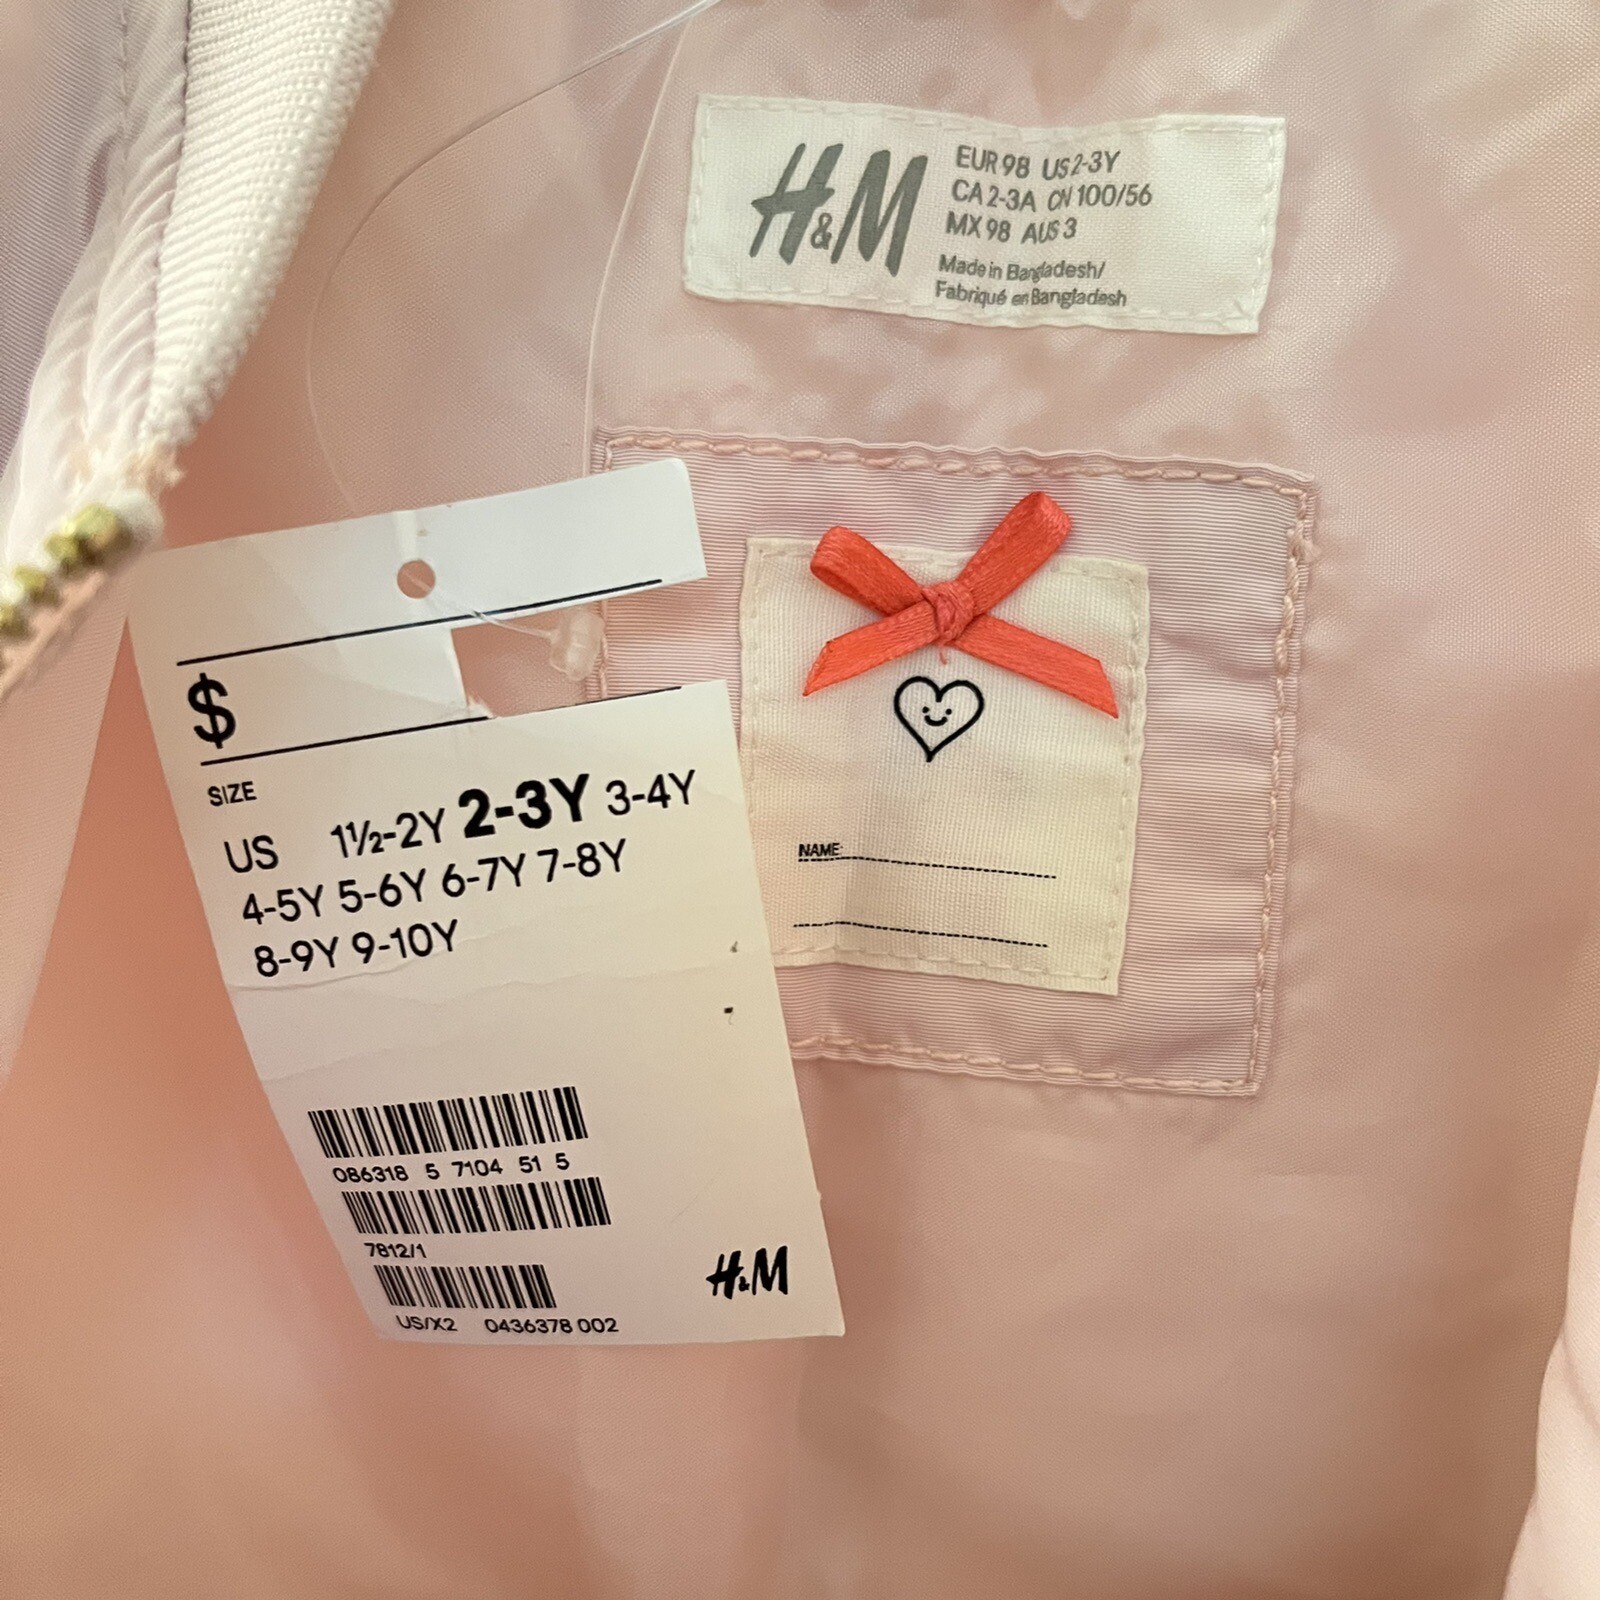 H&M
EUR 98 US 2-3Y
CA 2-3A CN 100/56
MX 98 AUS 3
Made in Bangladesh/
Fabriqué en Bangladesh
NAME:
$
SIZE
US 1½-2Y 2-3Y 3-4Y
4-5Y 5-6Y 6-7Y 7-8Y
8-9Y 9-10Y
086318 5 7104 51 5
7812/1
US/X2 0436378 002
H&M